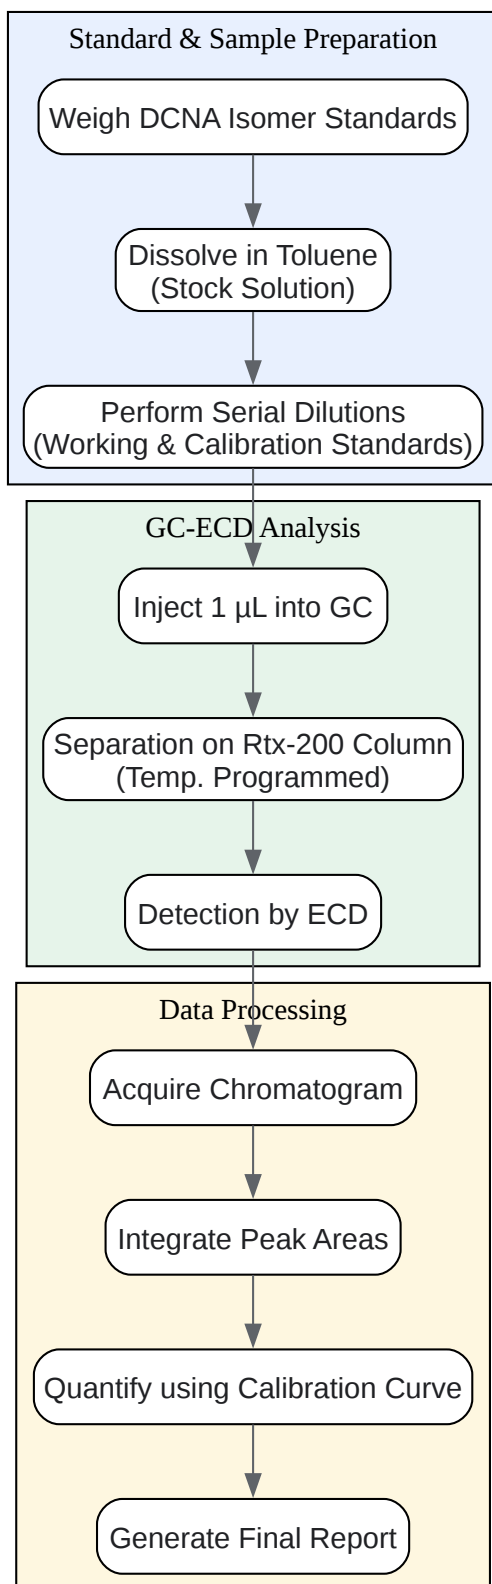 Standard & Sample Preparation
Weigh DCNA Isomer Standards
Dissolve in Toluene
(Stock Solution)
Perform Serial Dilutions
(Working & Calibration Standards)
GC-ECD Analysis
Inject 1 µL into GC
Separation on Rtx-200 Column
(Temp. Programmed)
Detection by ECD
Data Processing
Acquire Chromatogram
Integrate Peak Areas
Quantify using Calibration Curve
Generate Final Report